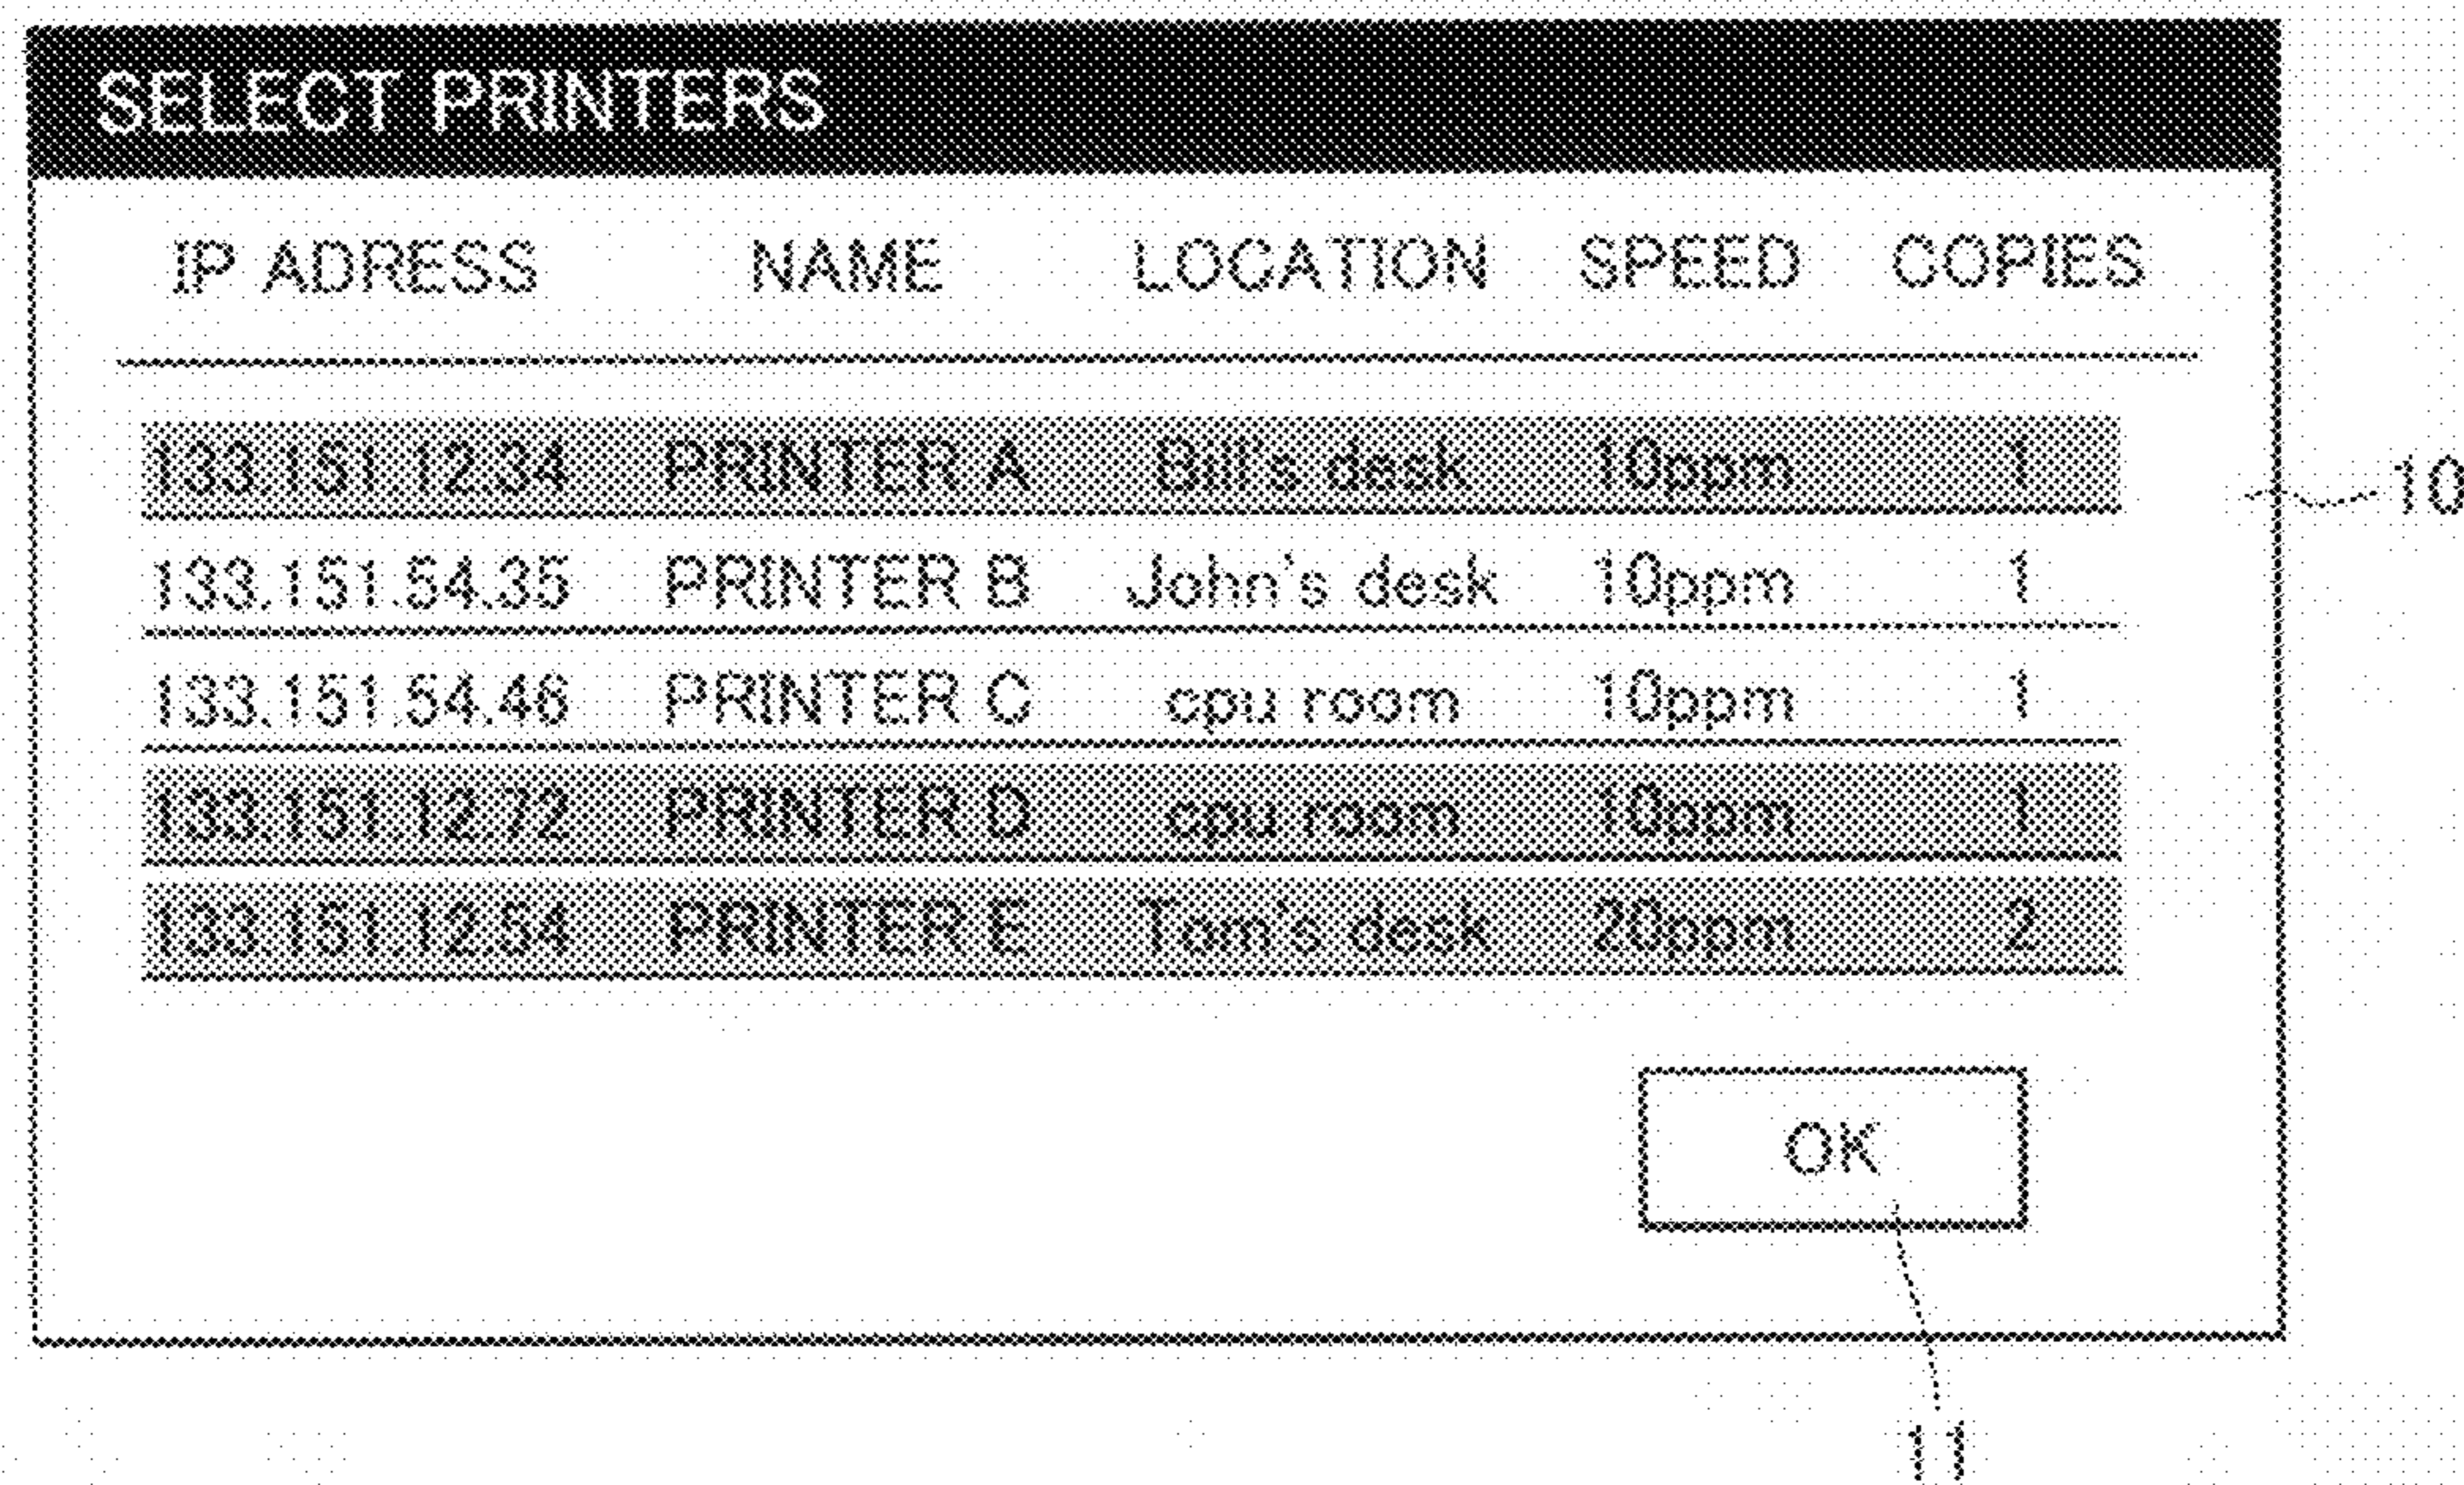 SELECT PRINTERS
IP ADRESS NAME LOCATION SPEED COPIES
133.151.12.34 PRINTER A Bill's desk 10ppm 1
10
133.151.54.35 PRINTER B John's desk 10ppm 1
133.151.54.46 PRINTER C cpu room 10ppm 1
133.151.12.72 PRINTER D cpu room 10ppm 1
133.151.12.54 PRINTER E Tom's desk 20ppm 2
OK
11